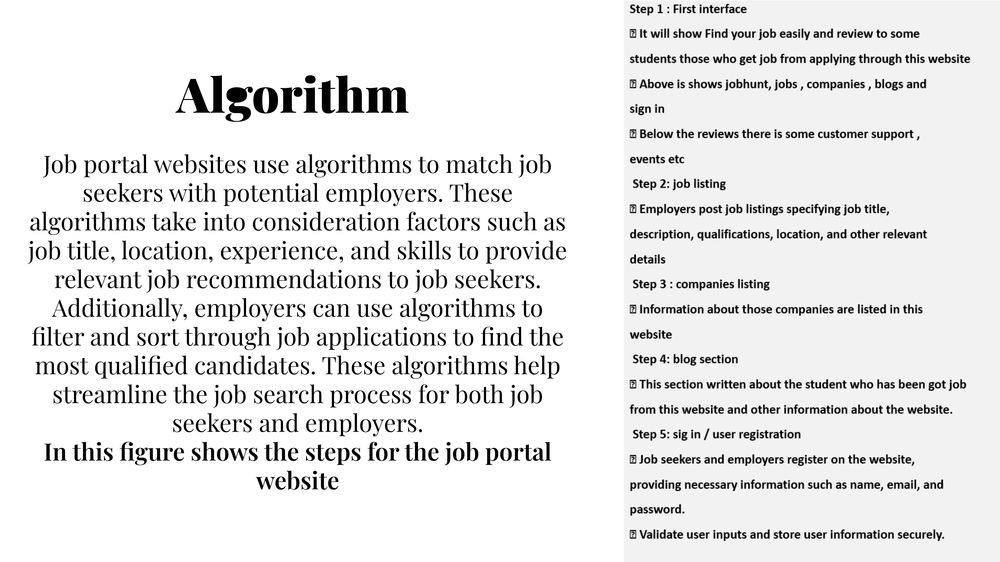 Algorithm
Job portal websites use algorithms to match job
seekers with potential employers. These
algorithms take into consideration factors such as
job title, location, experience, and skills to provide
relevant job recommendations to job seekers.
Additionally, employers can use algorithms to
filter and sort through job applications to find the
most qualified candidates. These algorithms help
streamline the job search process for both job
seekers and employers.
In this figure shows the steps for the job portal
website
Step 1 : First interface
⍰ It will show Find your job easily and review to some
students those who get job from applying through this website
⍰ Above is shows jobhunt, jobs , companies , blogs and
sign in
⍰ Below the reviews there is some customer support ,
events etc
Step 2: job listing
⍰ Employers post job listings specifying job title,
description, qualifications, location, and other relevant
details
Step 3 : companies listing
⍰ Information about those companies are listed in this
website
Step 4: blog section
⍰ This section written about the student who has been got job
from this website and other information about the website.
Step 5: sig in / user registration
⍰ Job seekers and employers register on the website,
providing necessary information such as name, email, and
password.
⍰ Validate user inputs and store user information securely.